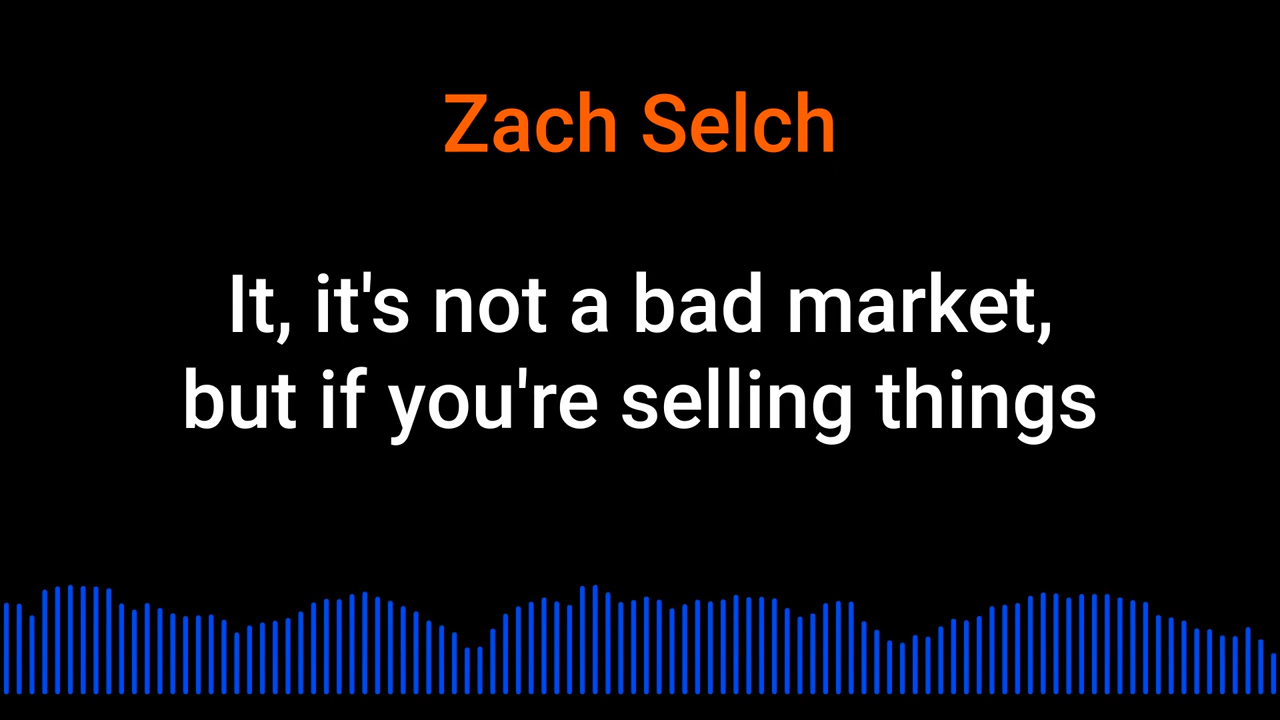 Zach Selch
It, it's not a bad market,
but if you're selling things